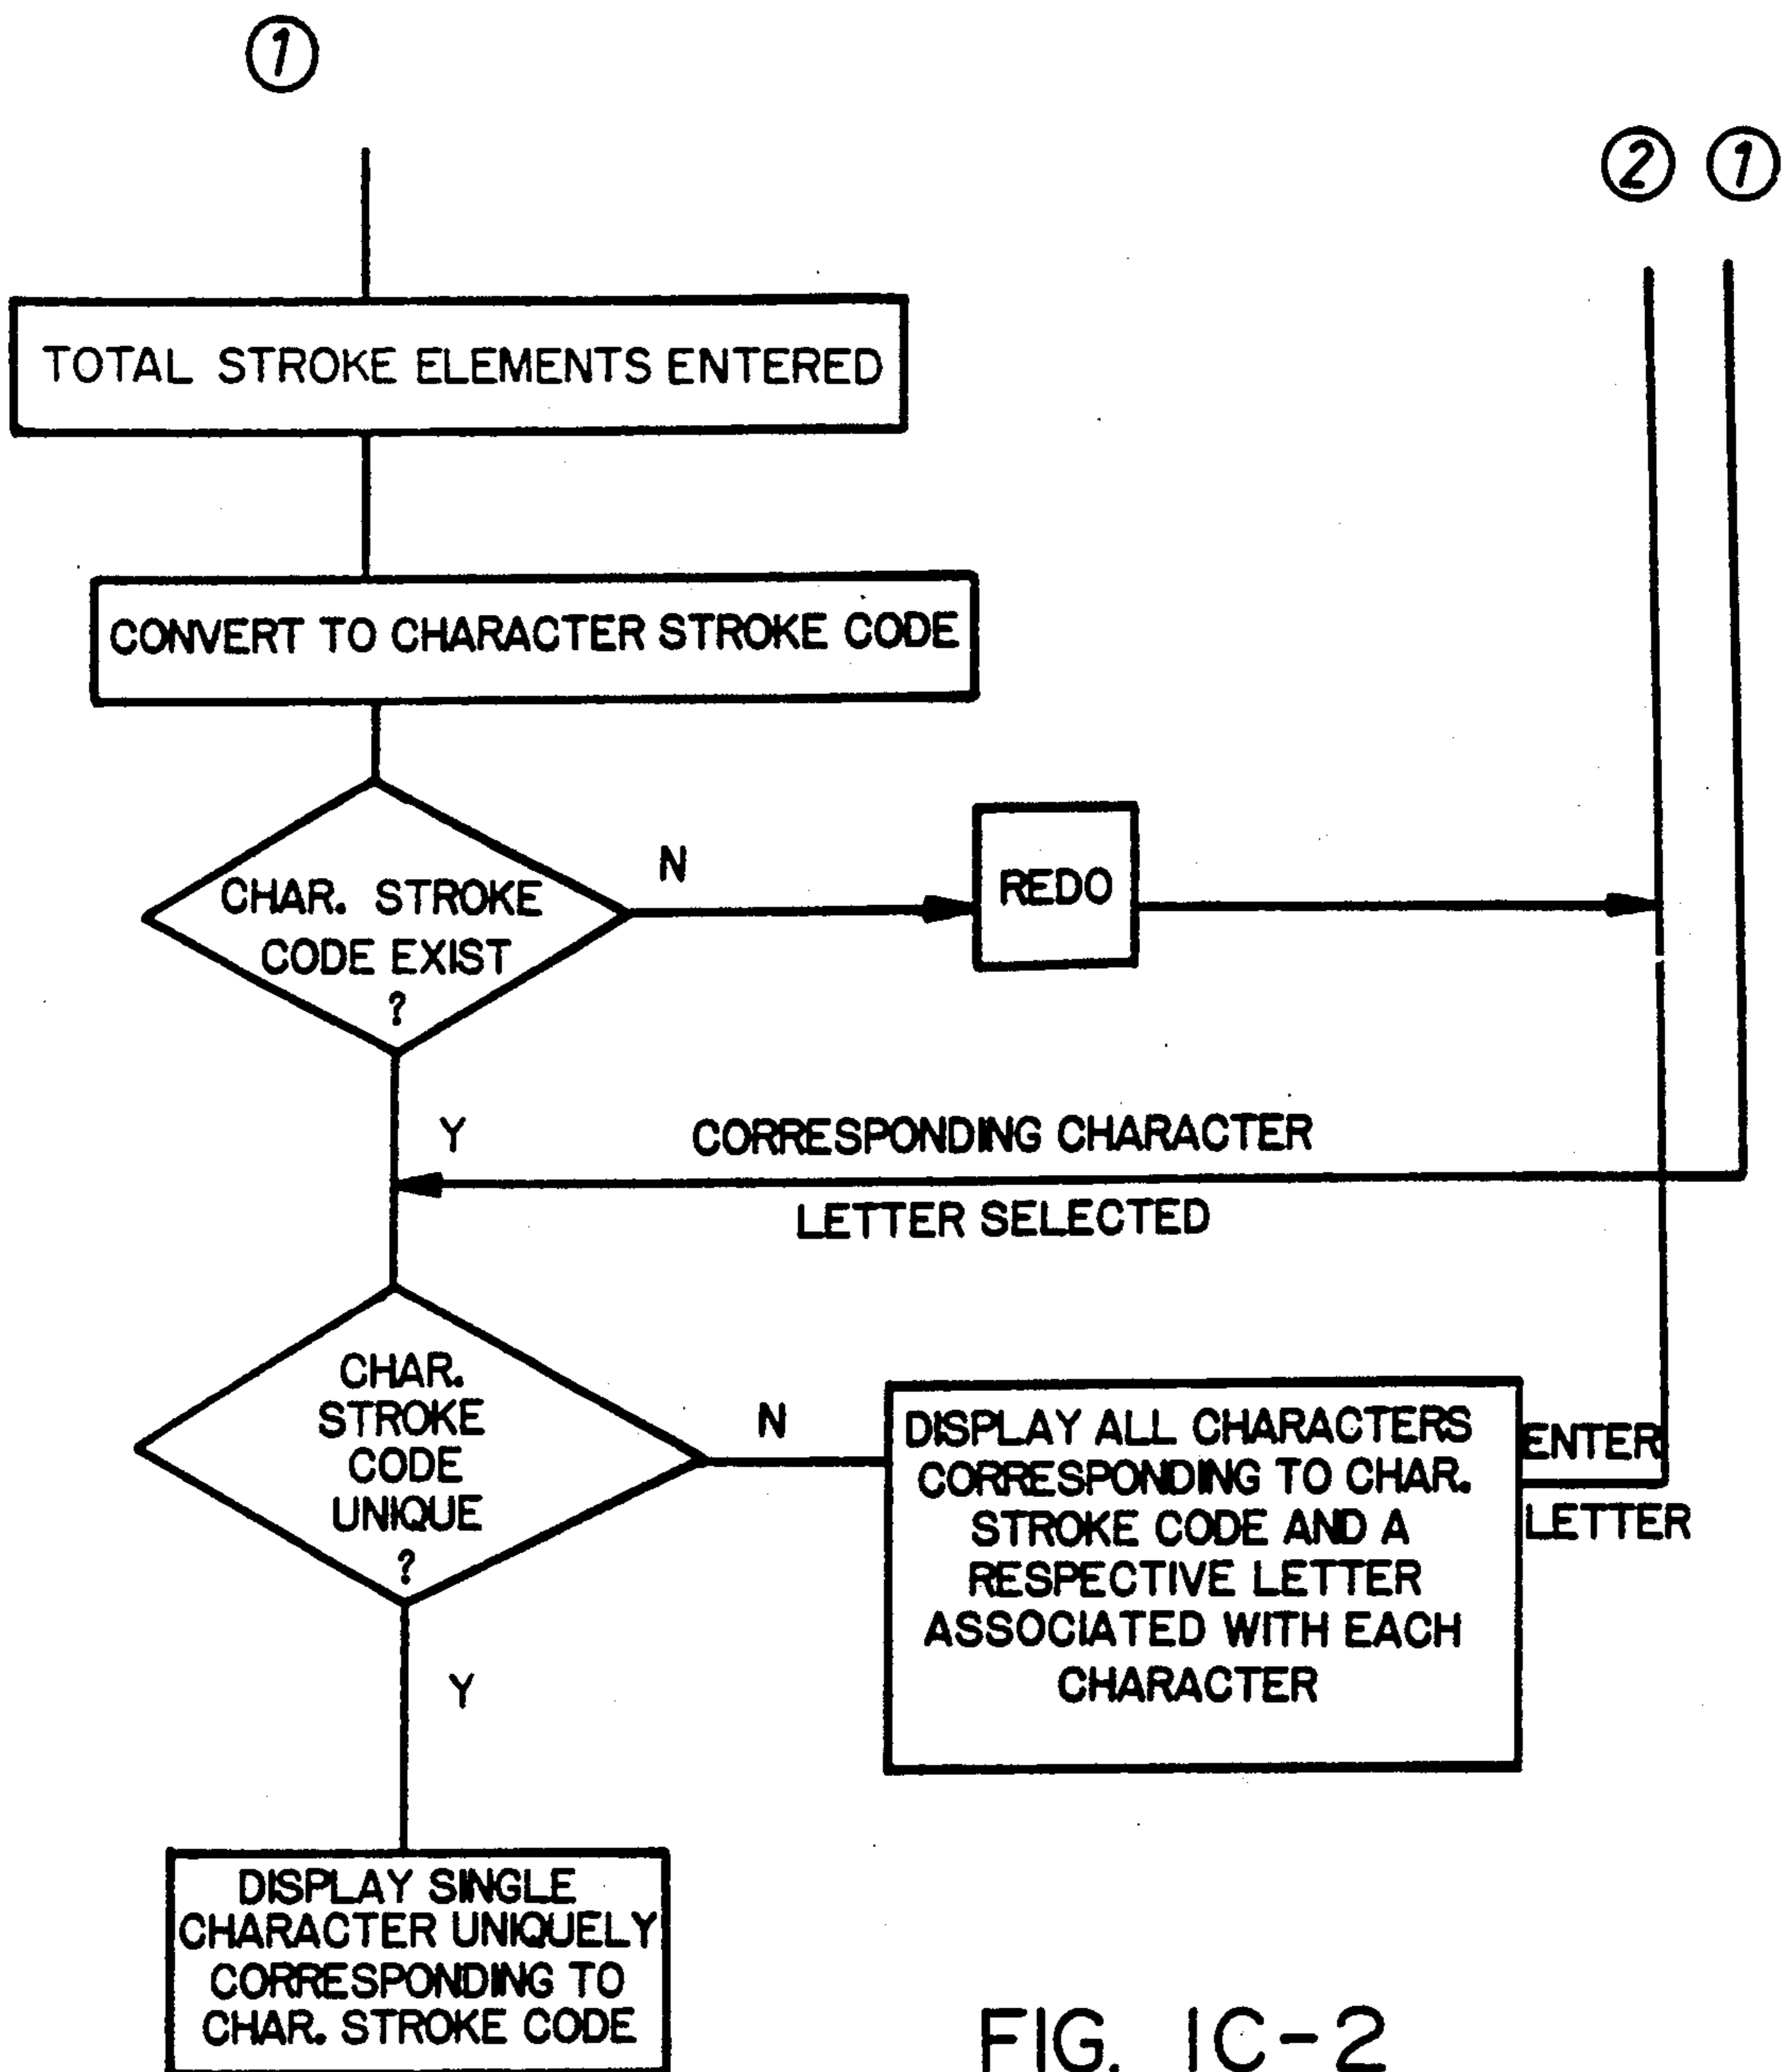 1
2 1
TOTAL STROKE ELEMENTS ENTERED
CONVERT TO CHARACTER STROKE CODE
CHAR. STROKE
CODE EXIST
?
N
REDO
Y
CORRESPONDING CHARACTER
LETTER SELECTED
CHAR.
STROKE
CODE
UNIQUE
?
N
DISPLAY ALL CHARACTERS
CORRESPONDING TO CHAR.
STROKE CODE AND A
RESPECTIVE LETTER
ASSOCIATED WITH EACH
CHARACTER
ENTER
LETTER
Y
DISPLAY SINGLE
CHARACTER UNIQUELY
CORRESPONDING TO
CHAR. STROKE CODE
FIG. 1C-2